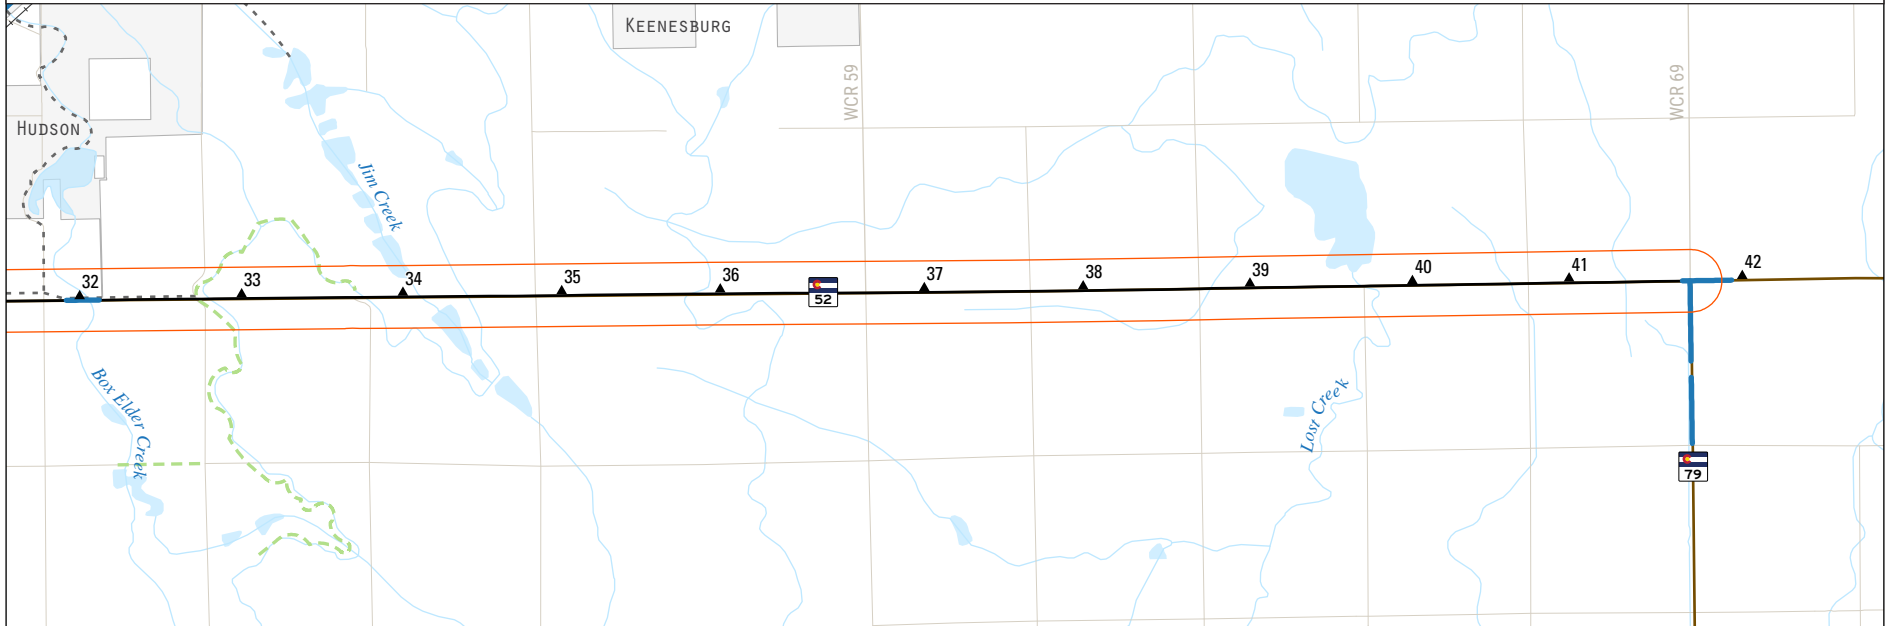 KEENESBURG
WCR 59
WCR 69
HUDSON
Jim Creek
32
33
34
35
36
52
37
38
39
40
41
42
Box Elder Creek
Lost Creek
79